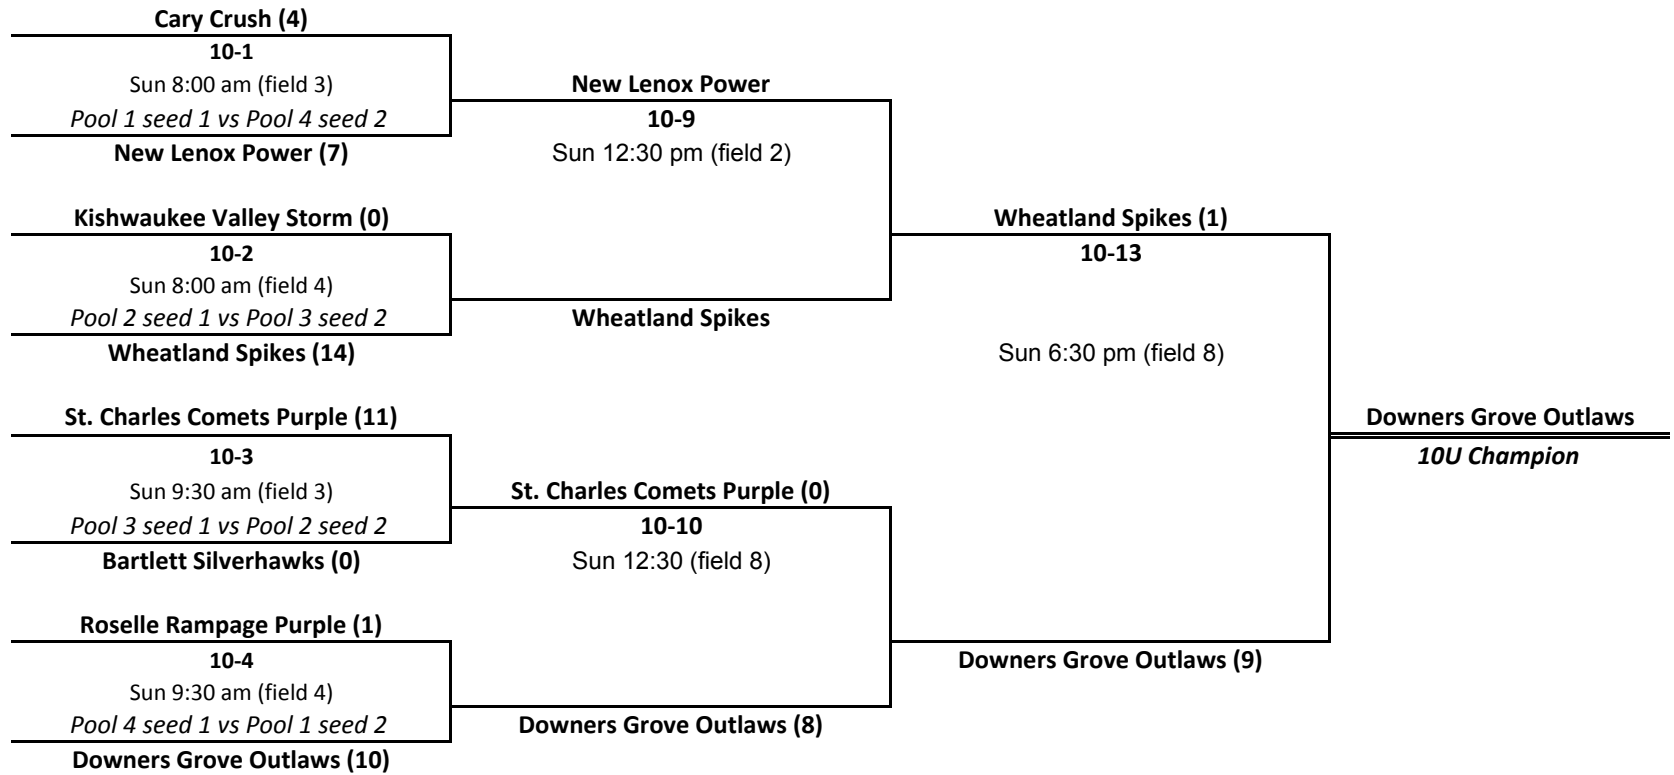 Cary Crush (4)
10-1
Sun 8:00 am (field 3)
Pool 1 seed 1 vs Pool 4 seed 2
New Lenox Power (7)
Kishwaukee Valley Storm (0)
10-2
Sun 8:00 am (field 4)
Pool 2 seed 1 vs Pool 3 seed 2
Wheatland Spikes (14)
St. Charles Comets Purple (11)
10-3
Sun 9:30 am (field 3)
Pool 3 seed 1 vs Pool 2 seed 2
Bartlett Silverhawks (0)
Roselle Rampage Purple (1)
10-4
Sun 9:30 am (field 4)
Pool 4 seed 1 vs Pool 1 seed 2
Downers Grove Outlaws (10)
New Lenox Power
10-9
Sun 12:30 pm (field 2)
Wheatland Spikes
St. Charles Comets Purple (0)
10-10
Sun 12:30 (field 8)
Downers Grove Outlaws (8)
Wheatland Spikes (1)
10-13
Sun 6:30 pm (field 8)
Downers Grove Outlaws (9)
Downers Grove Outlaws
10U Champion